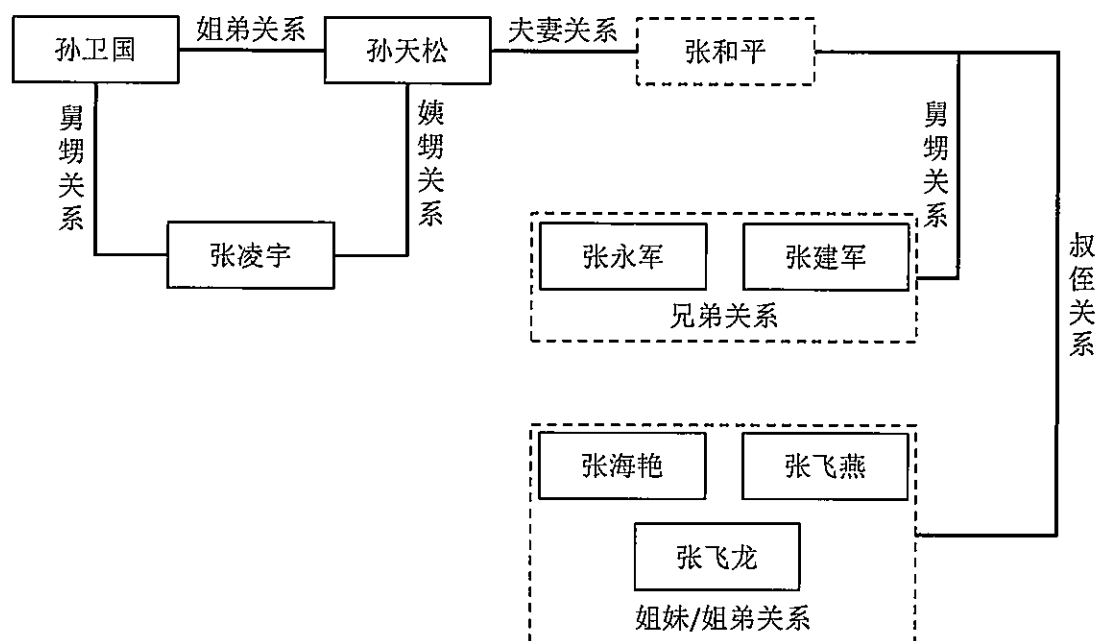 孙卫国
姐弟关系
孙天松
夫妻关系
张和平
舅甥关系
姨甥关系
舅甥关系
叔侄关系
张凌宇
张永军
张建军
兄弟关系
张海艳
张飞燕
张飞龙
姐妹/姐弟关系